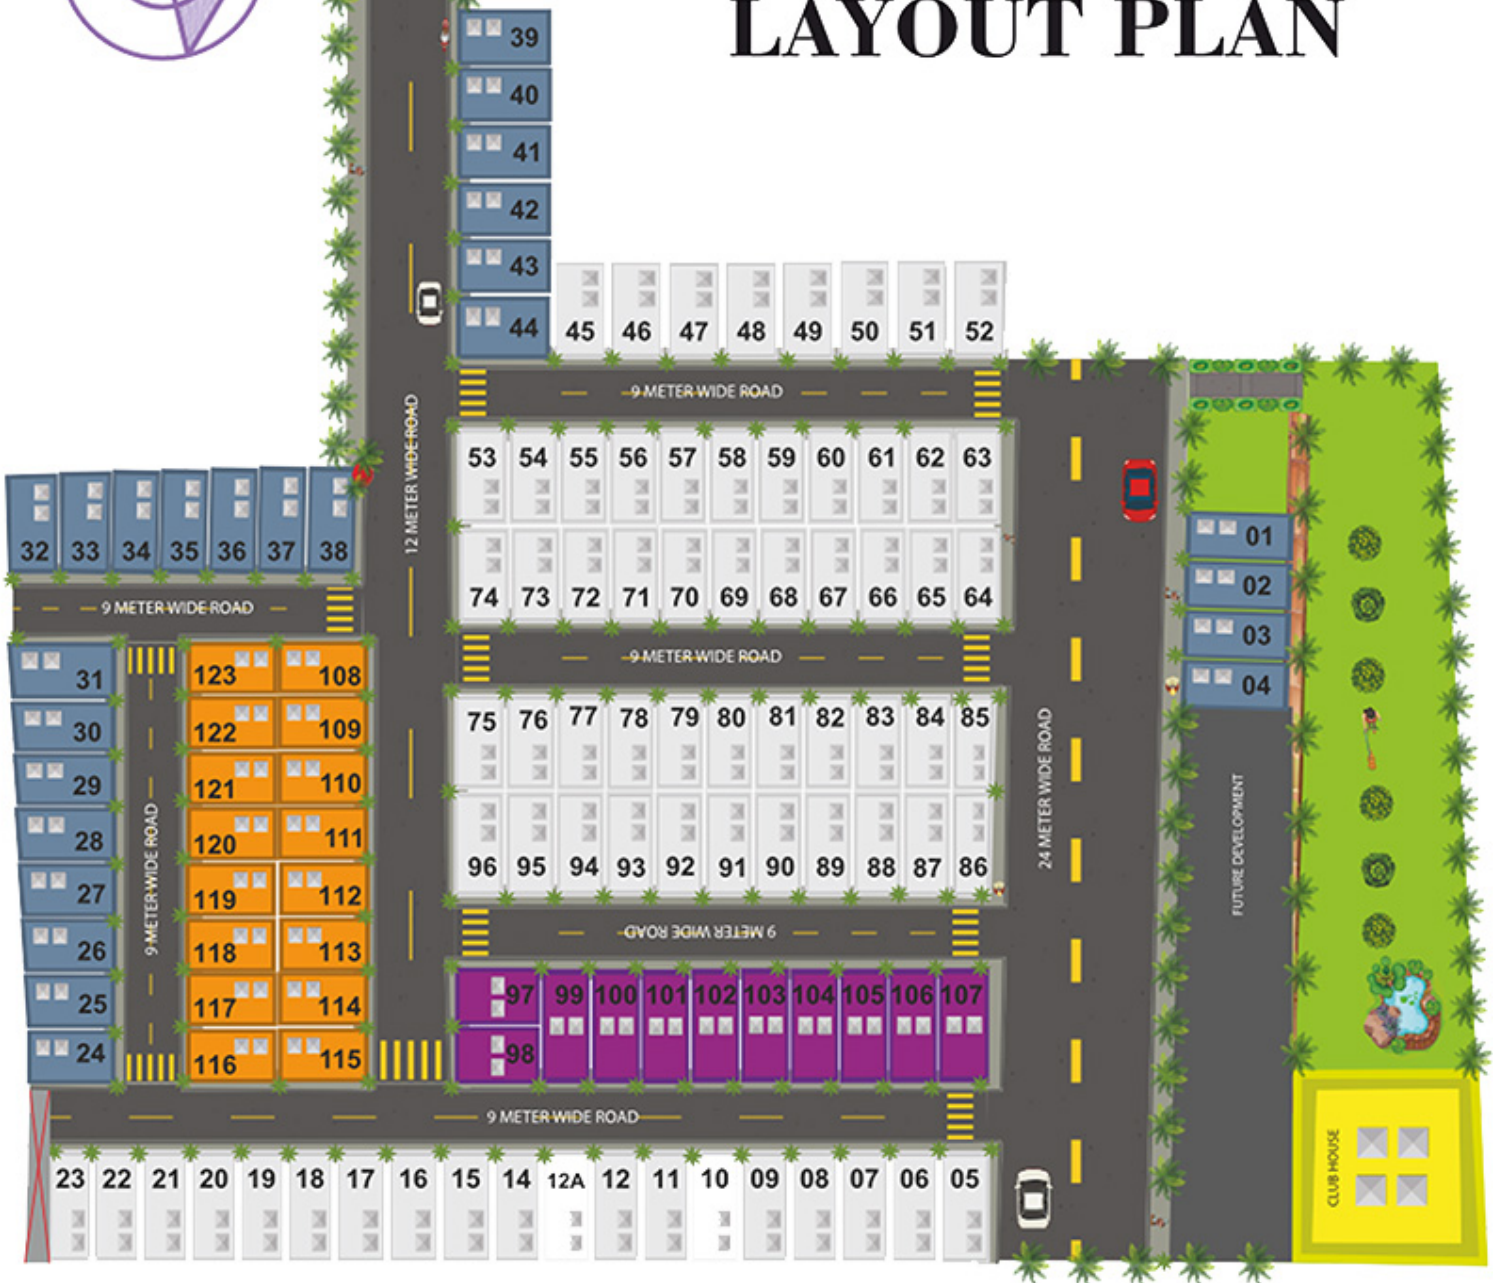 LAYOUT PLAN
39
40
41
42
43
44
45 46 47 48 49 50 51 52
9 METER WIDE ROAD
12 METER WIDE ROAD
53 54 55 56 57 58 59 60 61 62 63
74 73 72 71 70 69 68 67 66 65 64
01
02
03
04
32 33 34 35 36 37 38
9 METER WIDE ROAD
9 METER WIDE ROAD
31
30
29
28
27
26
25
24
9 METER WIDE ROAD
123 108
122 109
121 110
120 111
119 112
118 113
117 114
116 115
75 76 77 78 79 80 81 82 83 84 85
96 95 94 93 92 91 90 89 88 87 86
24 METER WIDE ROAD
FUTURE DEVELOPMENT
9 METER WIDE ROAD
97 99 100 101 102 103 104 105 106 107
98
9 METER WIDE ROAD
23 22 21 20 19 18 17 16 15 14 12A 12 11 10 09 08 07 06 05
CLUB HOUSE